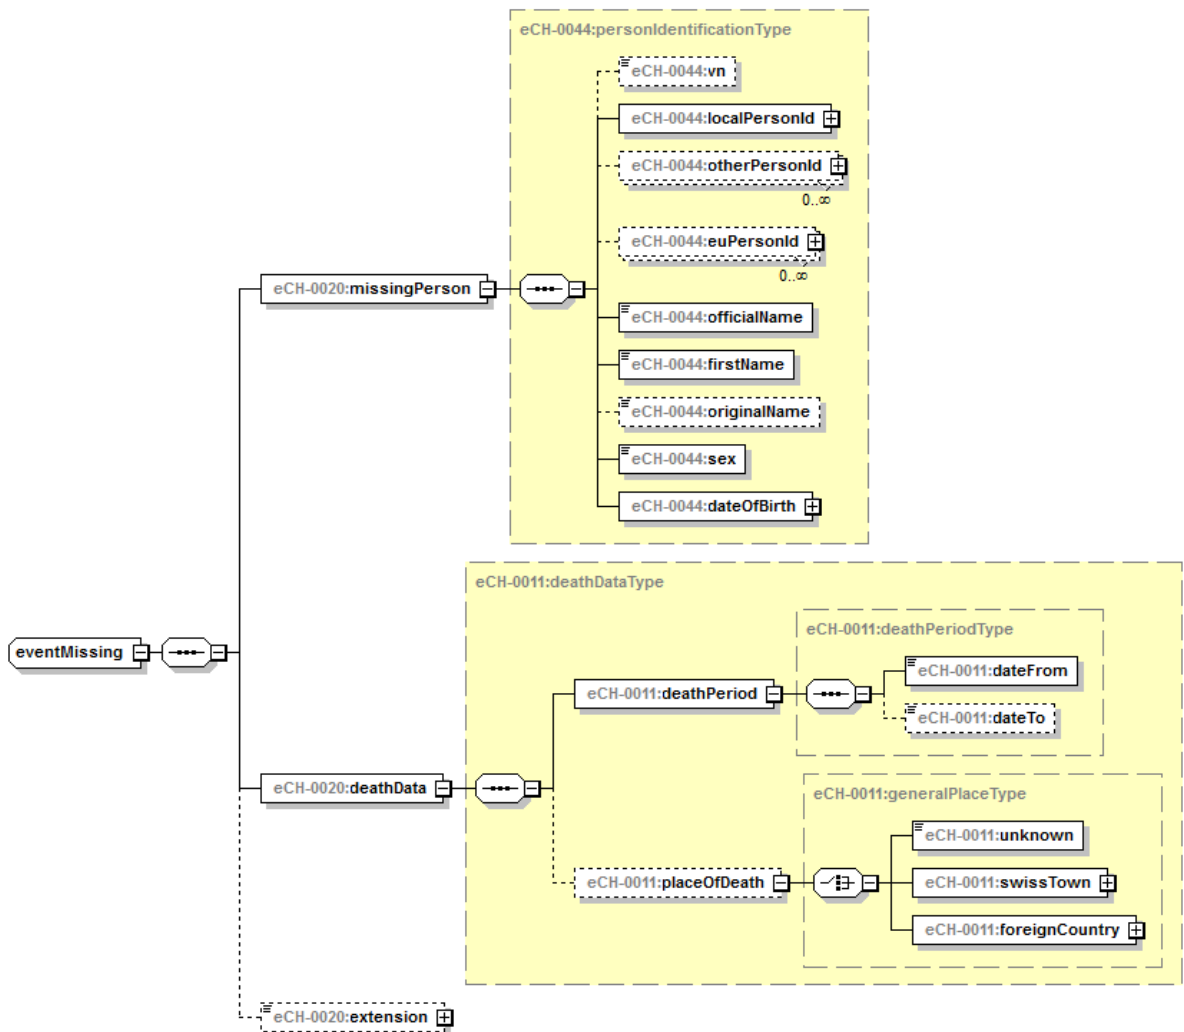 eCH-0044:personIdentificationType
eCH-0044:vn
eCH-0044:localPersonId
eCH-0044:otherPersonId
0..∞
eCH-0044:euPersonId
0..∞
eCH-0020:missingPerson
eCH-0044:officialName
eCH-0044:firstName
eCH-0044:originalName
eCH-0044:sex
eCH-0044:dateOfBirth
eventMissing
eCH-0011:deathDataType
eCH-0011:deathPeriodType
eCH-0011:deathPeriod
eCH-0011:dateFrom
eCH-0011:dateTo
eCH-0020:deathData
eCH-0011:generalPlaceType
eCH-0011:placeOfDeath
eCH-0011:unknown
eCH-0011:swissTown
eCH-0011:foreignCountry
eCH-0020:extension